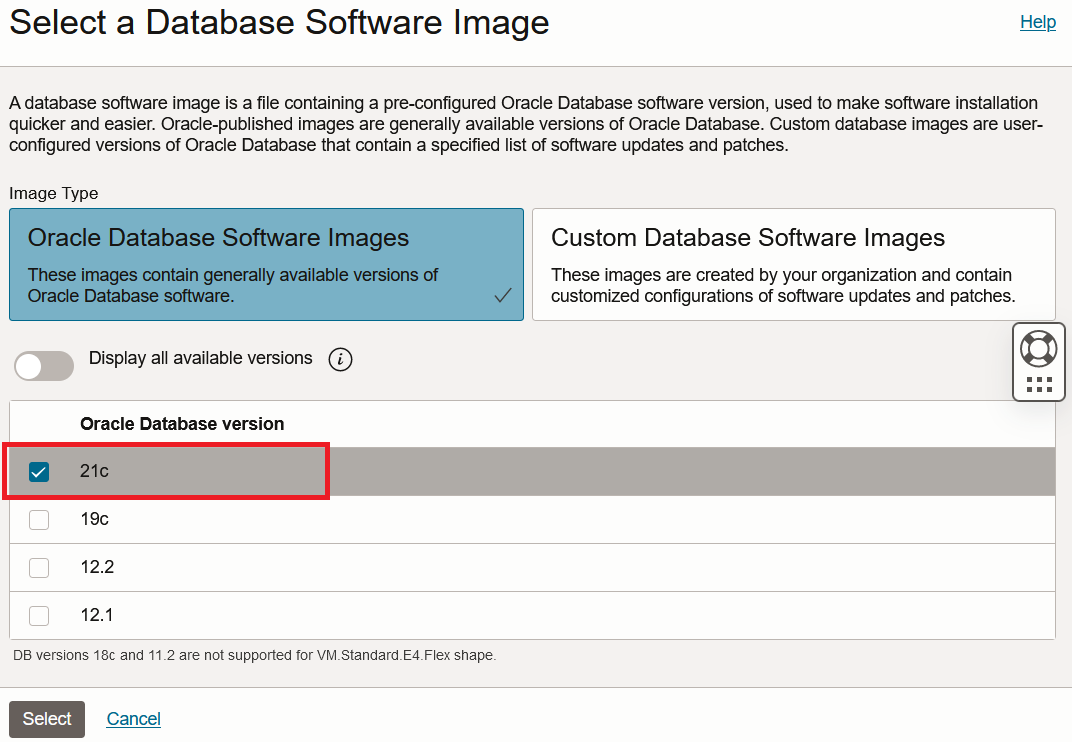 Select a Database Software Image
Help
A database software image is a file containing a pre-configured Oracle Database software version, used to make software installation
quicker and easier. Oracle-published images are generally available versions of Oracle Database. Custom database images are user-
configured versions of Oracle Database that contain a specified list of software updates and patches.
Image Type
Oracle Database Software Images
These images contain generally available versions of
Oracle Database software.
Custom Database Software Images
These images are created by your organization and contain
customized configurations of software updates and patches.
Display all available versions
Oracle Database version
21c
19c
12.2
12.1
DB versions 18c and 11.2 are not supported for VM.Standard.E4.Flex shape.
Select
Cancel